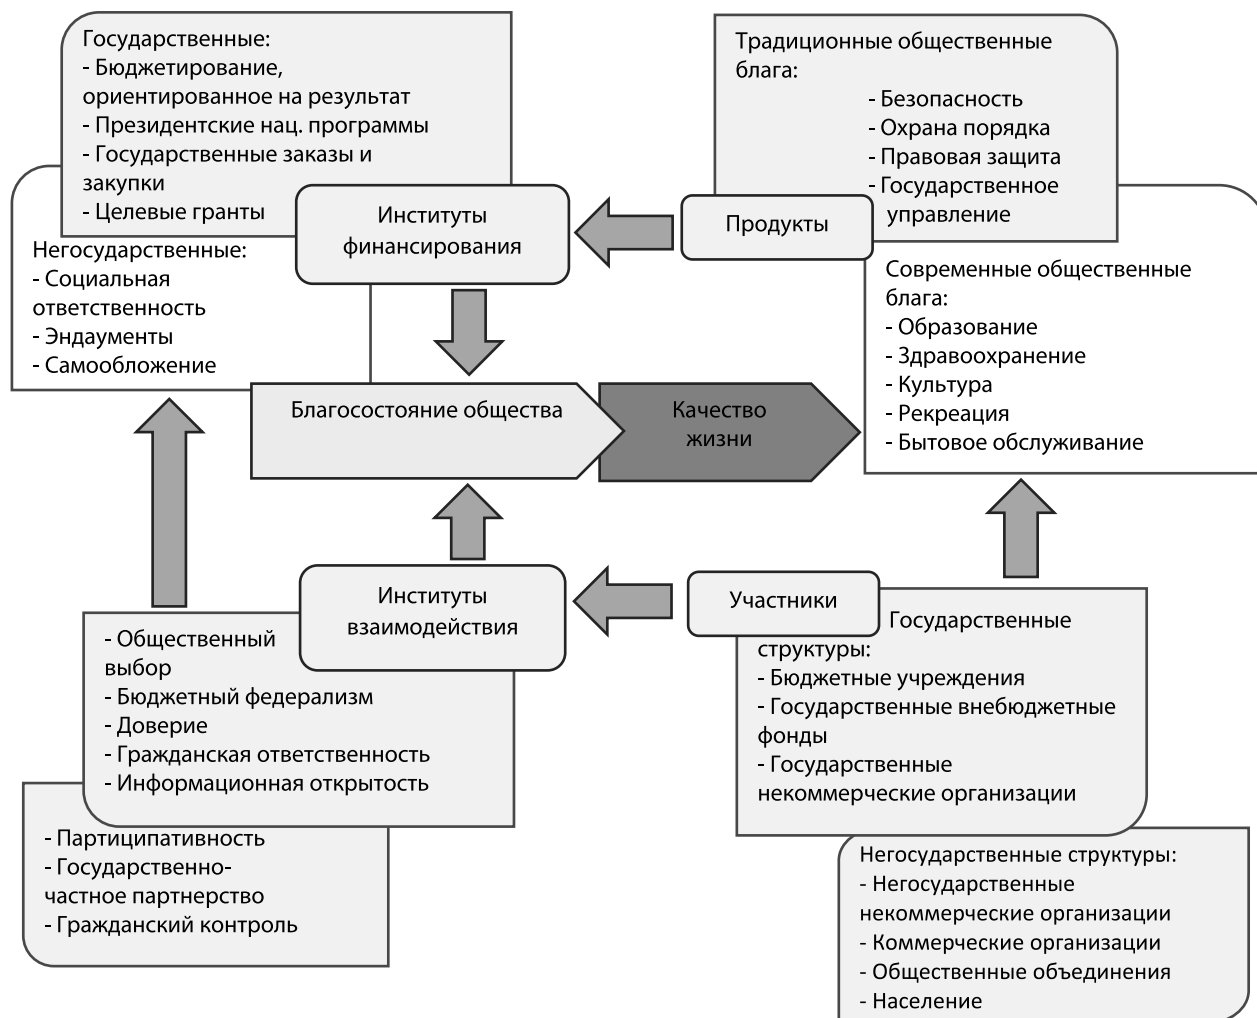 Государственные:
- Бюджетирование,
ориентированное на результат
- Президентские нац. программы
- Государственные заказы и
закупки
- Целевые гранты
Негосударственные:
- Социальная
ответственность
- Эндаументы
- Самообложение
Институты
финансирования
Продукты
Традиционные общественные
блага:
- Безопасность
- Охрана порядка
- Правовая защита
- Государственное
управление
Современные общественные
блага:
- Образование
- Здравоохранение
- Культура
- Рекреация
- Бытовое обслуживание
Благосостояние общества
Качество
жизни
Институты
взаимодействия
- Общественный
выбор
- Бюджетный федерализм
- Доверие
- Гражданская ответственность
- Информационная открытость
- Партиципативность
- Государственно-
частное партнерство
- Гражданский контроль
Участники
Государственные
структуры:
- Бюджетные учреждения
- Государственные внебюджетные
фонды
- Государственные
некоммерческие организации
Негосударственные структуры:
- Негосударственные
некоммерческие организации
- Коммерческие организации
- Общественные объединения
- Население